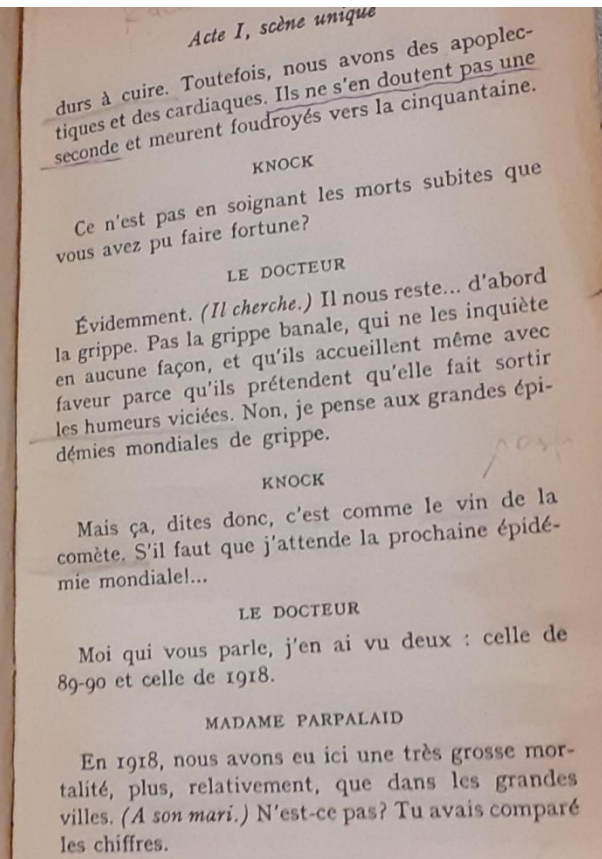 Acte I, scène unique
durs à cuire. Toutefois, nous avons des apoplec-
tiques et des cardiaques. Ils ne s'en doutent pas une
seconde et meurent foudroyés vers la cinquantaine.
KNOCK
Ce n'est pas en soignant les morts subites que
vous avez pu faire fortune?
LE DOCTEUR
Évidemment. (Il cherche.) Il nous reste... d'abord
la grippe. Pas la grippe banale, qui ne les inquiète
en aucune façon, et qu'ils accueillent même avec
faveur parce qu'ils prétendent qu'elle fait sortir
les humeurs viciées. Non, je pense aux grandes épi-
démies mondiales de grippe.
KNOCK
Mais ça, dites donc, c'est comme le vin de la
comète. S'il faut que j'attende la prochaine épidé-
mie mondiale!...
LE DOCTEUR
Moi qui vous parle, j'en ai vu deux : celle de
89-90 et celle de 1918.
MADAME PARPALAID
En 1918, nous avons eu ici une très grosse mor-
talité, plus, relativement, que dans les grandes
villes. (A son mari.) N'est-ce pas? Tu avais comparé
les chiffres.